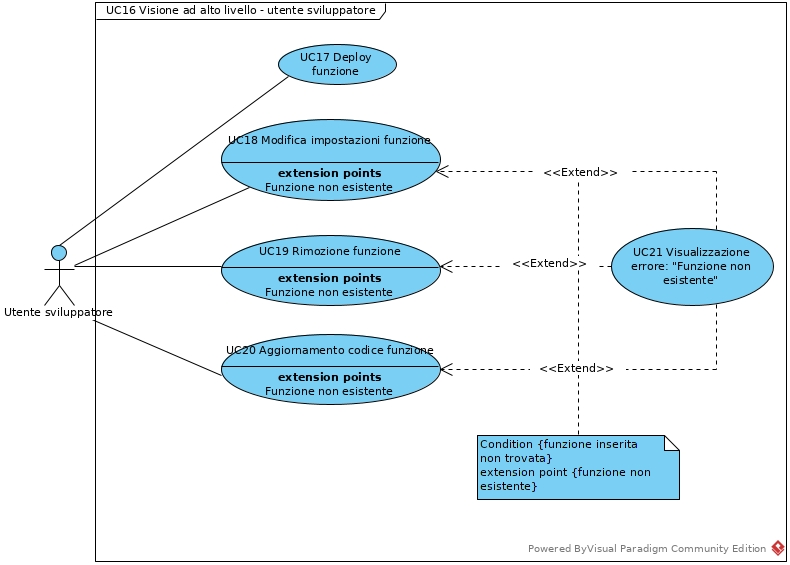 UC16 Visione ad alto livello - utente sviluppatore
UC17 Deploy
funzione
UC18 Modifica impostazioni funzione
extension points
Funzione non esistente
<<Extend>>
UC19 Rimozione funzione
extension points
Funzione non esistente
<<Extend>>
UC21 Visualizzazione
errore: "Funzione non
esistente"
Utente sviluppatore
UC20 Aggiornamento codice funzione
extension points
Funzione non esistente
<<Extend>>
Condition {funzione inserita
non trovata}
extension point {funzione non
esistente}
Powered ByVisual Paradigm Community Edition